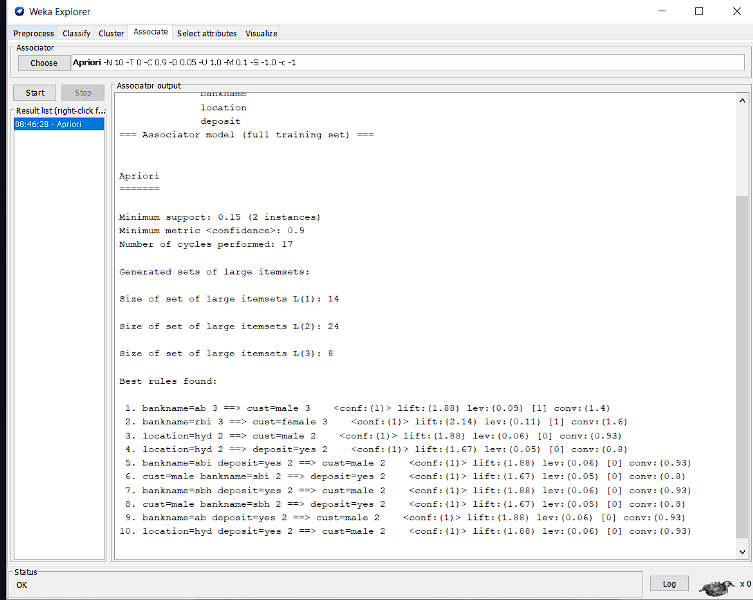 Weka Explorer
Preprocess Classify Cluster Associate Select attributes Visualize
Associator
Choose Apriori -N 10 -T 0 -C 0.9 -D 0.05 -U 1.0 -M 0.1 -S -1.0 -c -1
Start Stop
Result list (right-click f...
08:46:28 - Apriori
Associator output
bankname
location
deposit
=== Associator model (full training set) ===
Apriori
=======
Minimum support: 0.15 (2 instances)
Minimum metric <confidence>: 0.9
Number of cycles performed: 17
Generated sets of large itemsets:
Size of set of large itemsets L(1): 14
Size of set of large itemsets L(2): 24
Size of set of large itemsets L(3): 8
Best rules found:
1. bankname=ab 3 ==> cust=male 3 <conf:(1)> lift:(1.88) lev:(0.09) [1] conv:(1.4)
2. bankname=rbi 3 ==> cust=female 3 <conf:(1)> lift:(2.14) lev:(0.11) [1] conv:(1.6)
3. location=hyd 2 ==> cust=male 2 <conf:(1)> lift:(1.88) lev:(0.06) [0] conv:(0.93)
4. location=hyd 2 ==> deposit=yes 2 <conf:(1)> lift:(1.67) lev:(0.05) [0] conv:(0.8)
5. bankname=sbi deposit=yes 2 ==> cust=male 2 <conf:(1)> lift:(1.88) lev:(0.06) [0] conv:(0.93)
6. cust=male bankname=sbi 2 ==> deposit=yes 2 <conf:(1)> lift:(1.67) lev:(0.05) [0] conv:(0.8)
7. bankname=sbh deposit=yes 2 ==> cust=male 2 <conf:(1)> lift:(1.88) lev:(0.06) [0] conv:(0.93)
8. cust=male bankname=sbh 2 ==> deposit=yes 2 <conf:(1)> lift:(1.67) lev:(0.05) [0] conv:(0.8)
9. bankname=ab deposit=yes 2 ==> cust=male 2 <conf:(1)> lift:(1.88) lev:(0.06) [0] conv:(0.93)
10. location=hyd deposit=yes 2 ==> cust=male 2 <conf:(1)> lift:(1.88) lev:(0.06) [0] conv:(0.93)
Status
OK
Log
x 0